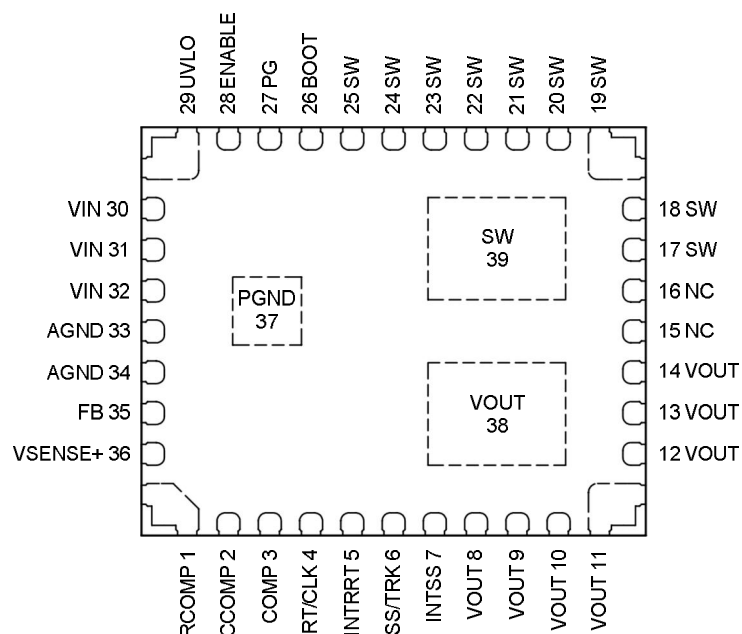 29 UVLO
28 ENABLE
27 PG
26 BOOT
25 SW
24 SW
23 SW
22 SW
21 SW
20 SW
19 SW
VIN 30
VIN 31
VIN 32
AGND 33
AGND 34
FB 35
VSENSE+ 36
PGND
37
SW
39
VOUT
38
18 SW
17 SW
16 NC
15 NC
14 VOUT
13 VOUT
12 VOUT
RCOMP 1
CCOMP 2
COMP 3
RT/CLK 4
INTRRT 5
SS/TRK 6
INTSS 7
VOUT 8
VOUT 9
VOUT 10
VOUT 11